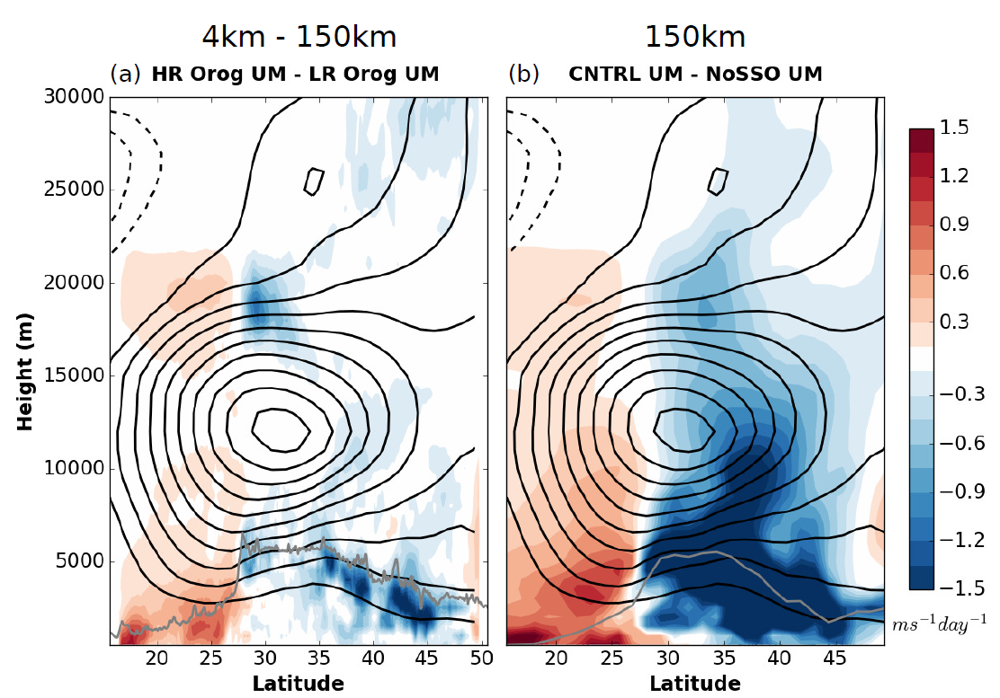 4km - 150km
150km
(a) HR Orog UM - LR Orog UM
(b) CNTRL UM - NoSSO UM
30000
25000
20000
15000
10000
5000
Height (m)
20 25 30 35 40 45 50
Latitude
20 25 30 35 40 45
Latitude
1.5
1.2
0.9
0.6
0.3
−0.3
−0.6
−0.9
−1.2
−1.5
ms⁻¹day⁻¹